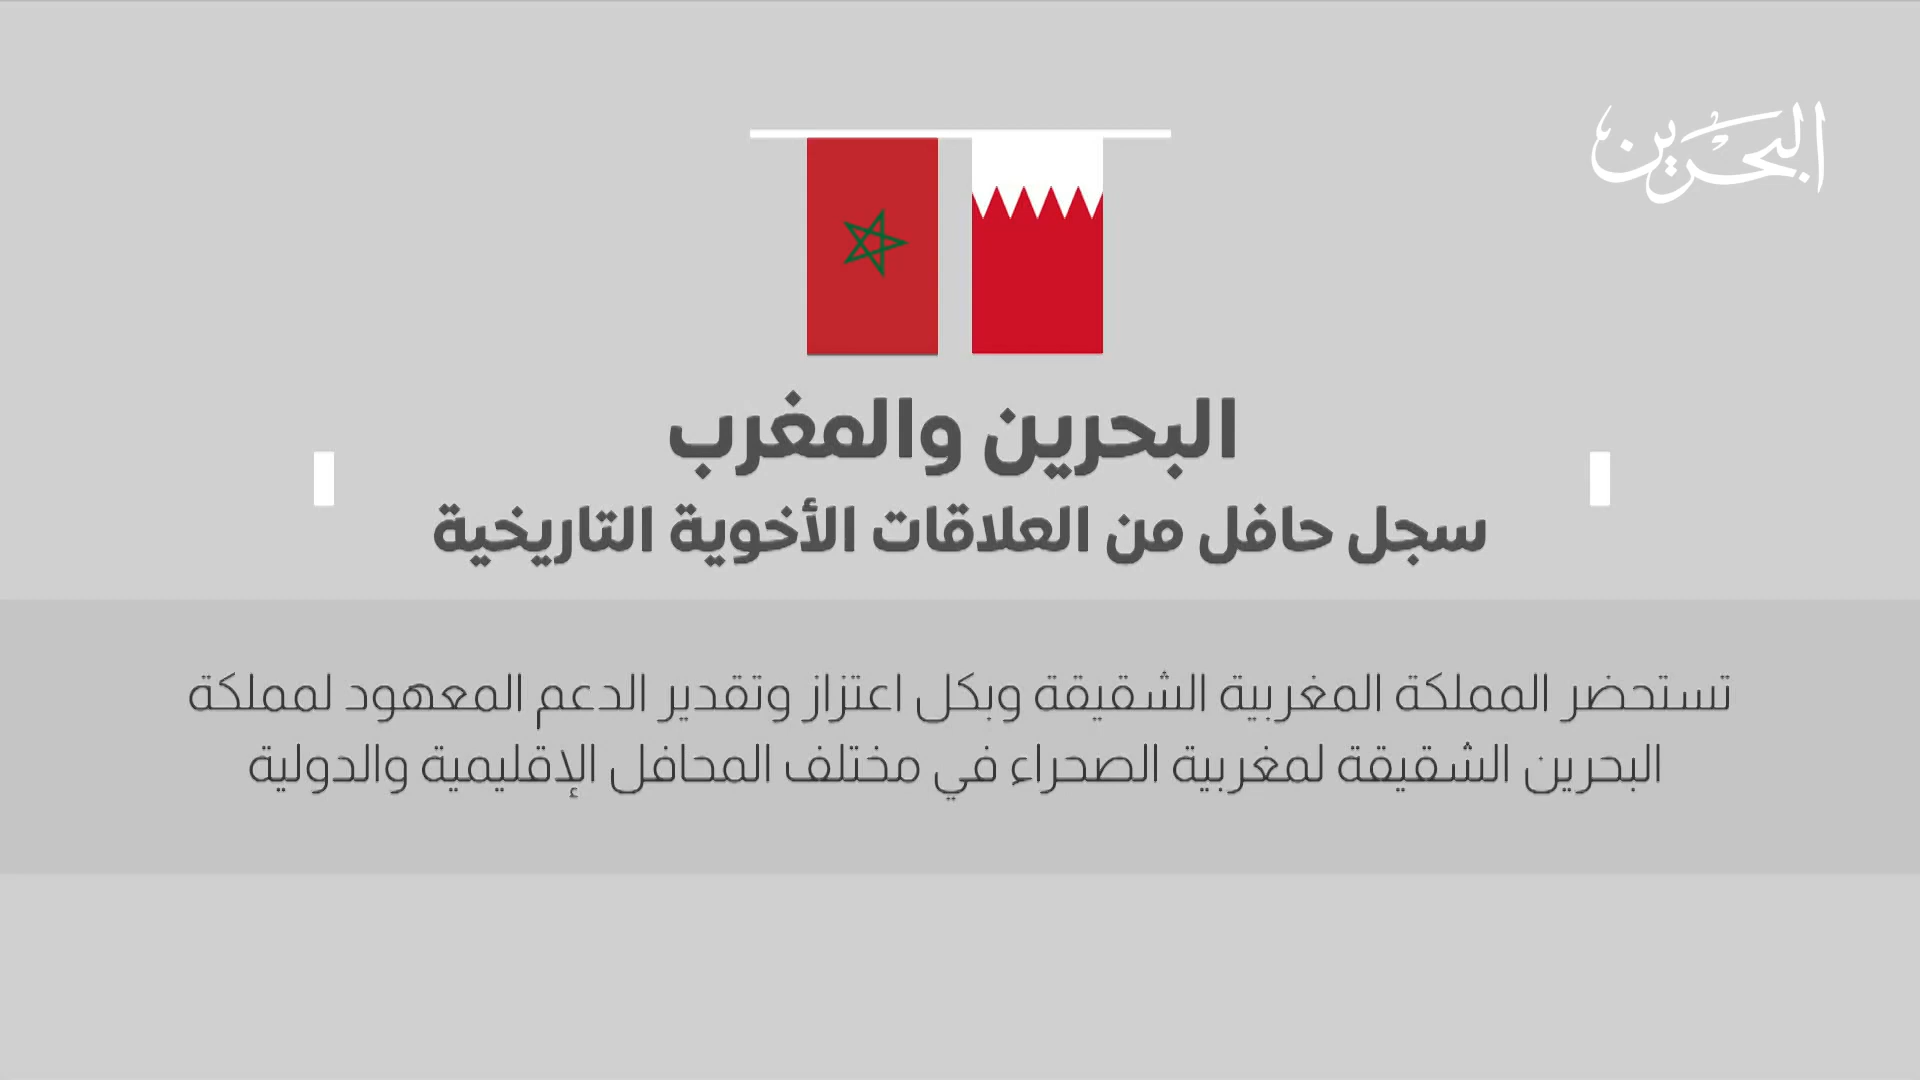 البحرين
البحرين والمغرب
سجل حافل من العلاقات الأخوية التاريخية
تستحضر المملكة المغربية الشقيقة وبكل اعتزاز وتقدير الدعم المعهود لمملكة
البحرين الشقيقة لمغربية الصحراء في مختلف المحافل الإقليمية والدولية